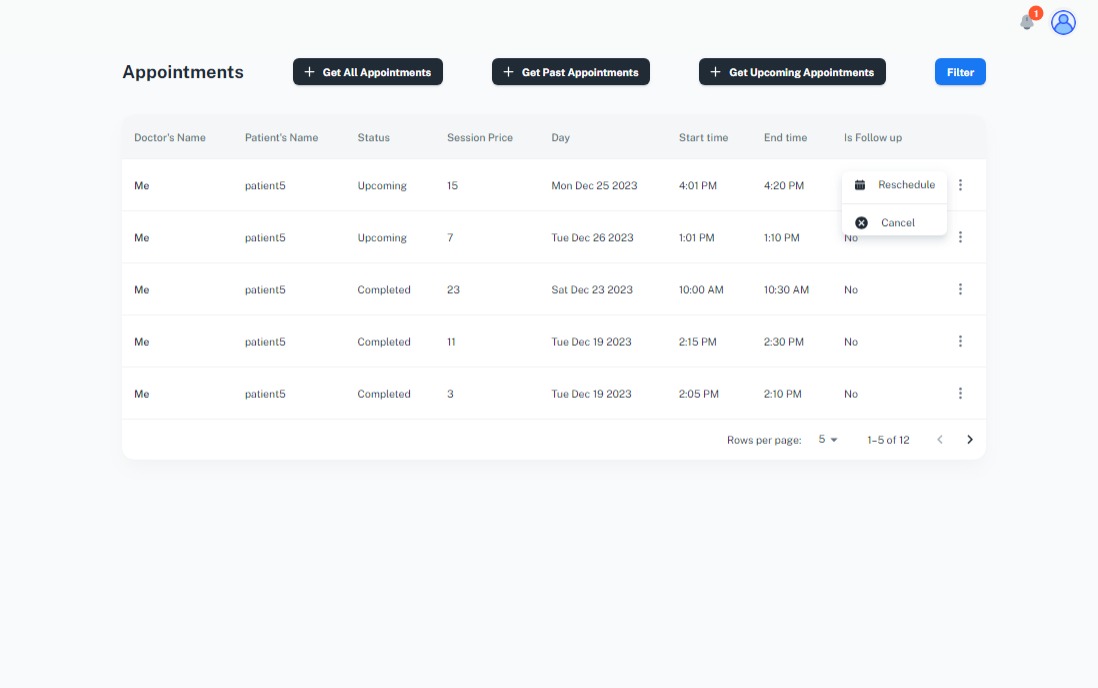 1
Appointments
Get All Appointments
Get Past Appointments
Get Upcoming Appointments
Filter
Doctor's Name Patient's Name Status Session Price Day Start time End time Is Follow up
Me patient5 Upcoming 15 Mon Dec 25 2023 4:01 PM 4:20 PM
Reschedule
Cancel
Me patient5 Upcoming 7 Tue Dec 26 2023 1:01 PM 1:10 PM No
Me patient5 Completed 23 Sat Dec 23 2023 10:00 AM 10:30 AM No
Me patient5 Completed 11 Tue Dec 19 2023 2:15 PM 2:30 PM No
Me patient5 Completed 3 Tue Dec 19 2023 2:05 PM 2:10 PM No
Rows per page: 5 1–5 of 12